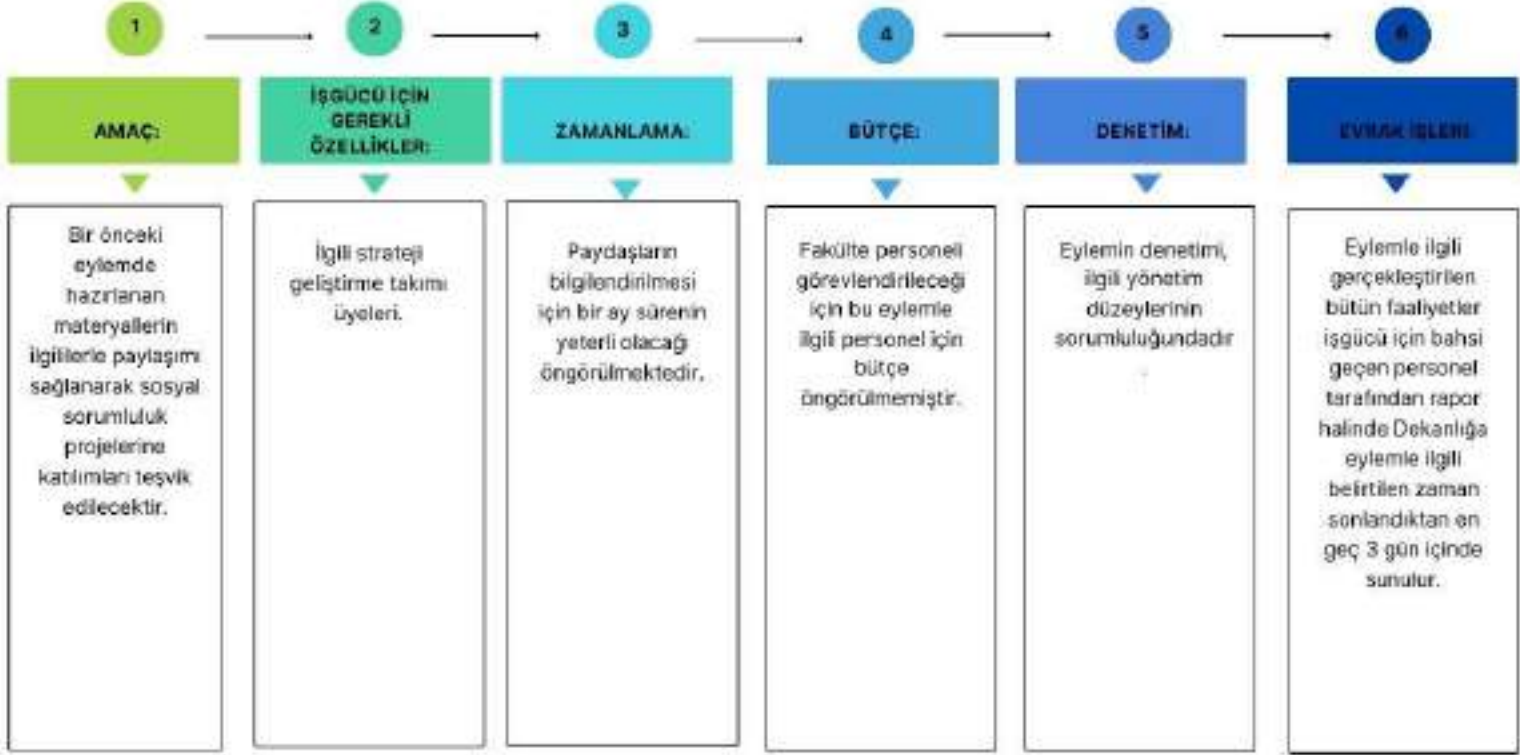 1
2
3
4
5
6
AMAÇ:
İŞGÜCÜ İÇİN
GEREKLİ
ÖZELLİKLER:
ZAMANLAMA:
BÜTÇE:
DENETİM:
EVRAK İŞLERİ:
Bir önceki
eylemde
hazırlanan
materyallerin
ilgililerle paylaşımı
sağlanarak sosyal
sorumluluk
projelerine
katılımları teşvik
edilecektir.
İlgili strateji
geliştirme takımı
üyeleri.
Paydaşların
bilgilendirilmesi
için bir ay sürenin
yeterli olacağı
öngörülmektedir.
Fakülte personeli
görevlendirileceği
için bu eylemle
ilgili personel için
bütçe
öngörülmemiştir.
Eylemin denetimi,
ilgili yönetim
düzeylerinin
sorumluluğundadır
.
Eylemle ilgili
gerçekleştirilen
bütün faaliyetler
işgücü için bahsi
geçen personel
tarafından rapor
halinde Dekanlığa
eylemle ilgili
belirtilen zaman
sonlandıktan en
geç 3 gün içinde
sunulur.